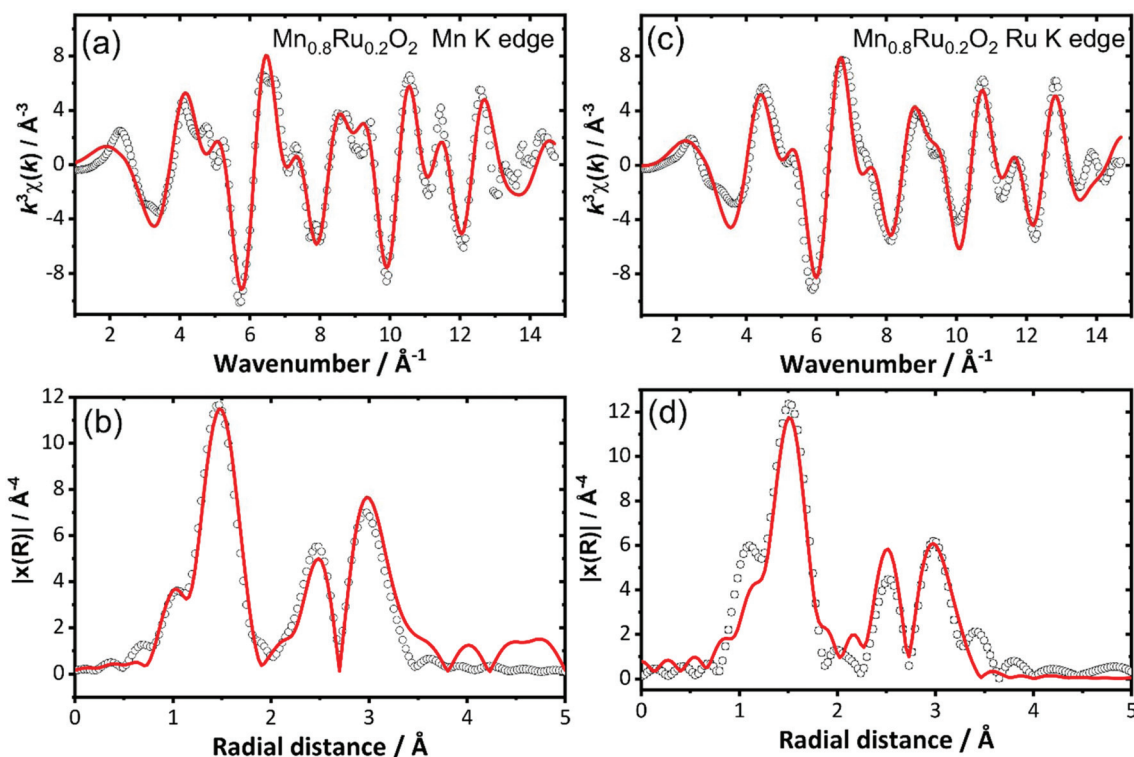 (a)
Mn0.8Ru0.2O2 Mn K edge
8
4
0
-4
-8
k3χ(k) / Å-3
2 4 6 8 10 12 14
Wavenumber / Å-1
(c)
Mn0.8Ru0.2O2 Ru K edge
8
4
0
-4
-8
k3χ(k) / Å-3
2 4 6 8 10 12 14
Wavenumber / Å-1
(b)
12
10
8
6
4
2
0
|x(R)| / Å-4
0 1 2 3 4 5
Radial distance / Å
(d)
12
10
8
6
4
2
0
|x(R)| / Å-4
0 1 2 3 4 5
Radial distance / Å